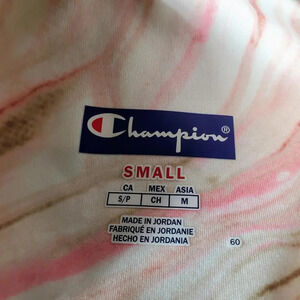 Champion®
SMALL
CA MEX ASIA
S/P CH M
MADE IN JORDAN
FABRIQUÉ EN JORDANIE
HECHO EN JORDANIA
60